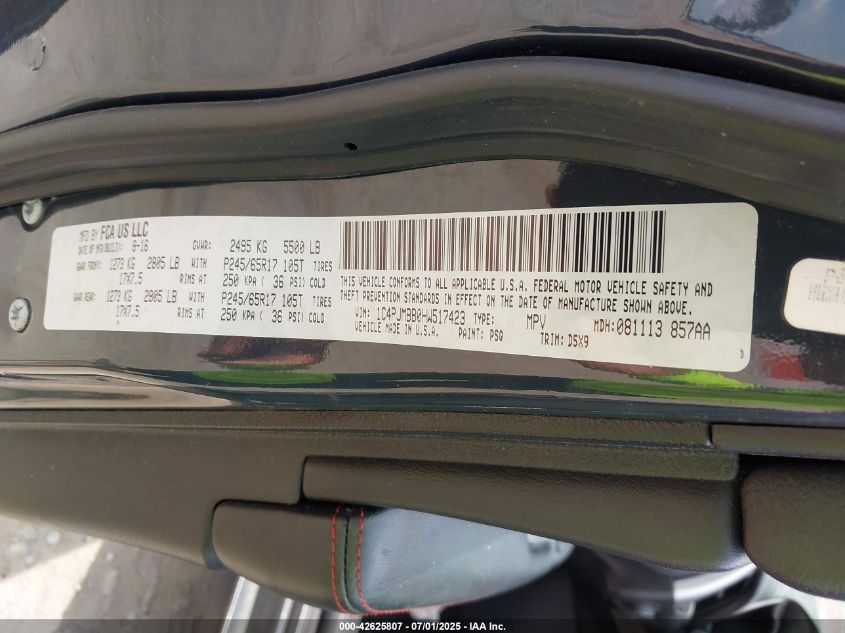 MFD BY FCA US LLC
DATE OF MFR(BUILT): 8-16 GVWR: 2495 KG 5500 LB
GAWR FRONT: 1273 KG 2805 LB WITH P245/65R17 105T TIRES
17X7.5 RIMS AT 250 KPA ( 36 PSI) COLD
GAWR REAR: 1273 KG 2805 LB WITH P245/65R17 105T TIRES
17X7.5 RIMS AT 250 KPA ( 36 PSI) COLD
THIS VEHICLE CONFORMS TO ALL APPLICABLE U.S.A. FEDERAL MOTOR VEHICLE SAFETY AND
THEFT PREVENTION STANDARDS IN EFFECT ON THE DATE OF MANUFACTURE SHOWN ABOVE.
VIN: 1C4PJMBB0HW517423 TYPE: MPV MDH: 081113 857AA
VEHICLE MADE IN U.S.A. PAINT: PSQ TRIM: D5X9
000-42625807 - 07/01/2025 - IAA Inc.